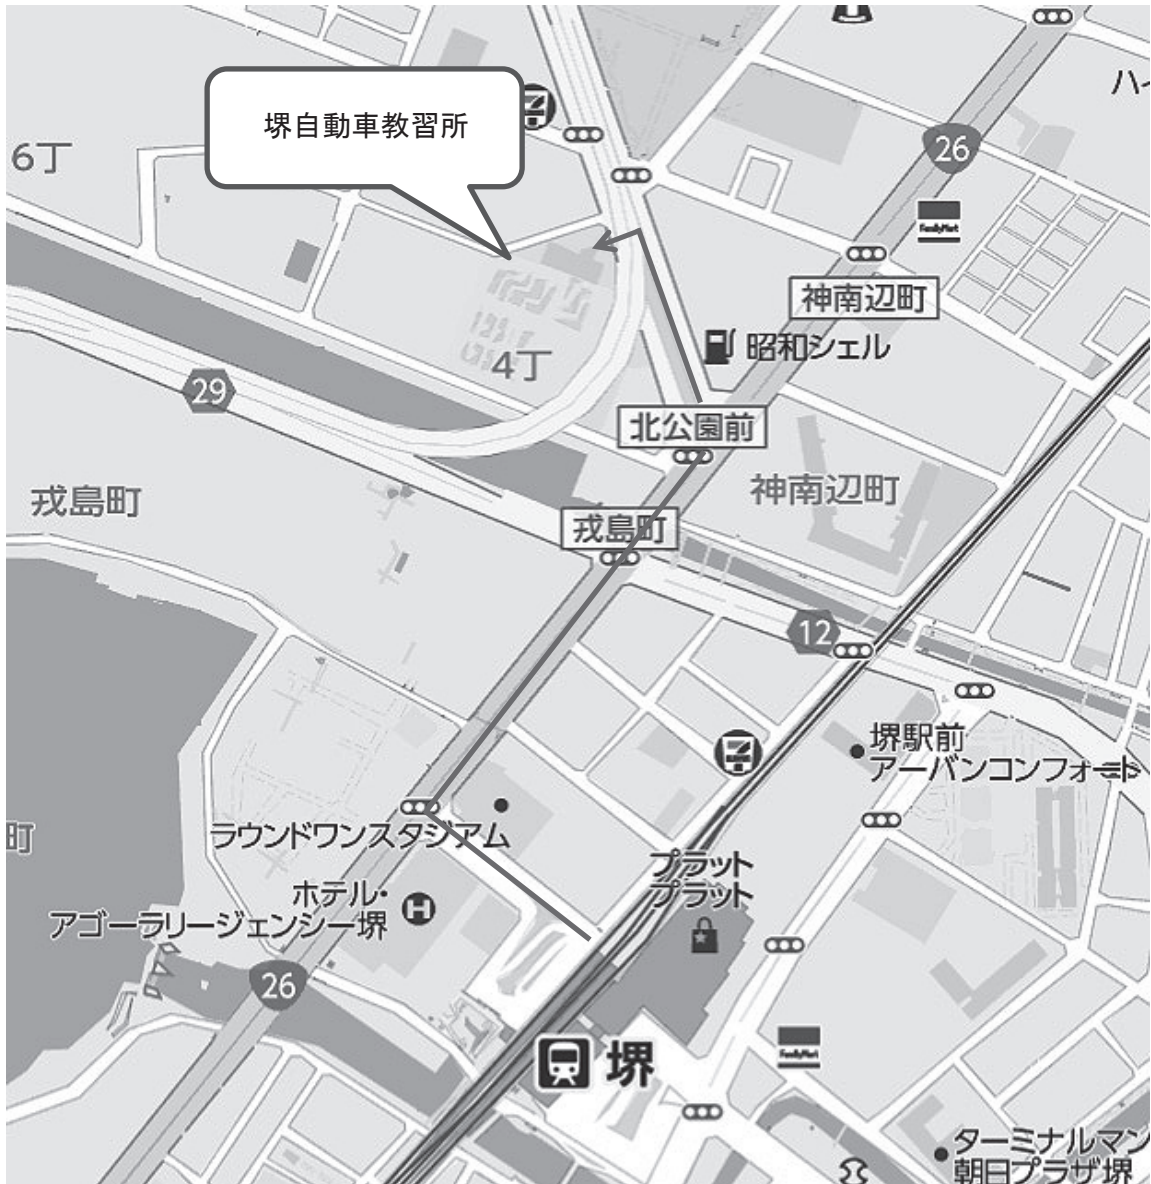 ハイ
堺自動車教習所
26
6丁
FamilyMart
神南辺町
昭和シェル
4丁
29
北公園前
神南辺町
戎島町
戎島町
12
堺駅前
アーバンコンフォート
ラウンドワンスタジアム
町
プラット
プラット
ホテル・
アゴーラリージェンシー堺
26
堺
FamilyMart
ターミナルマン
朝日プラザ堺